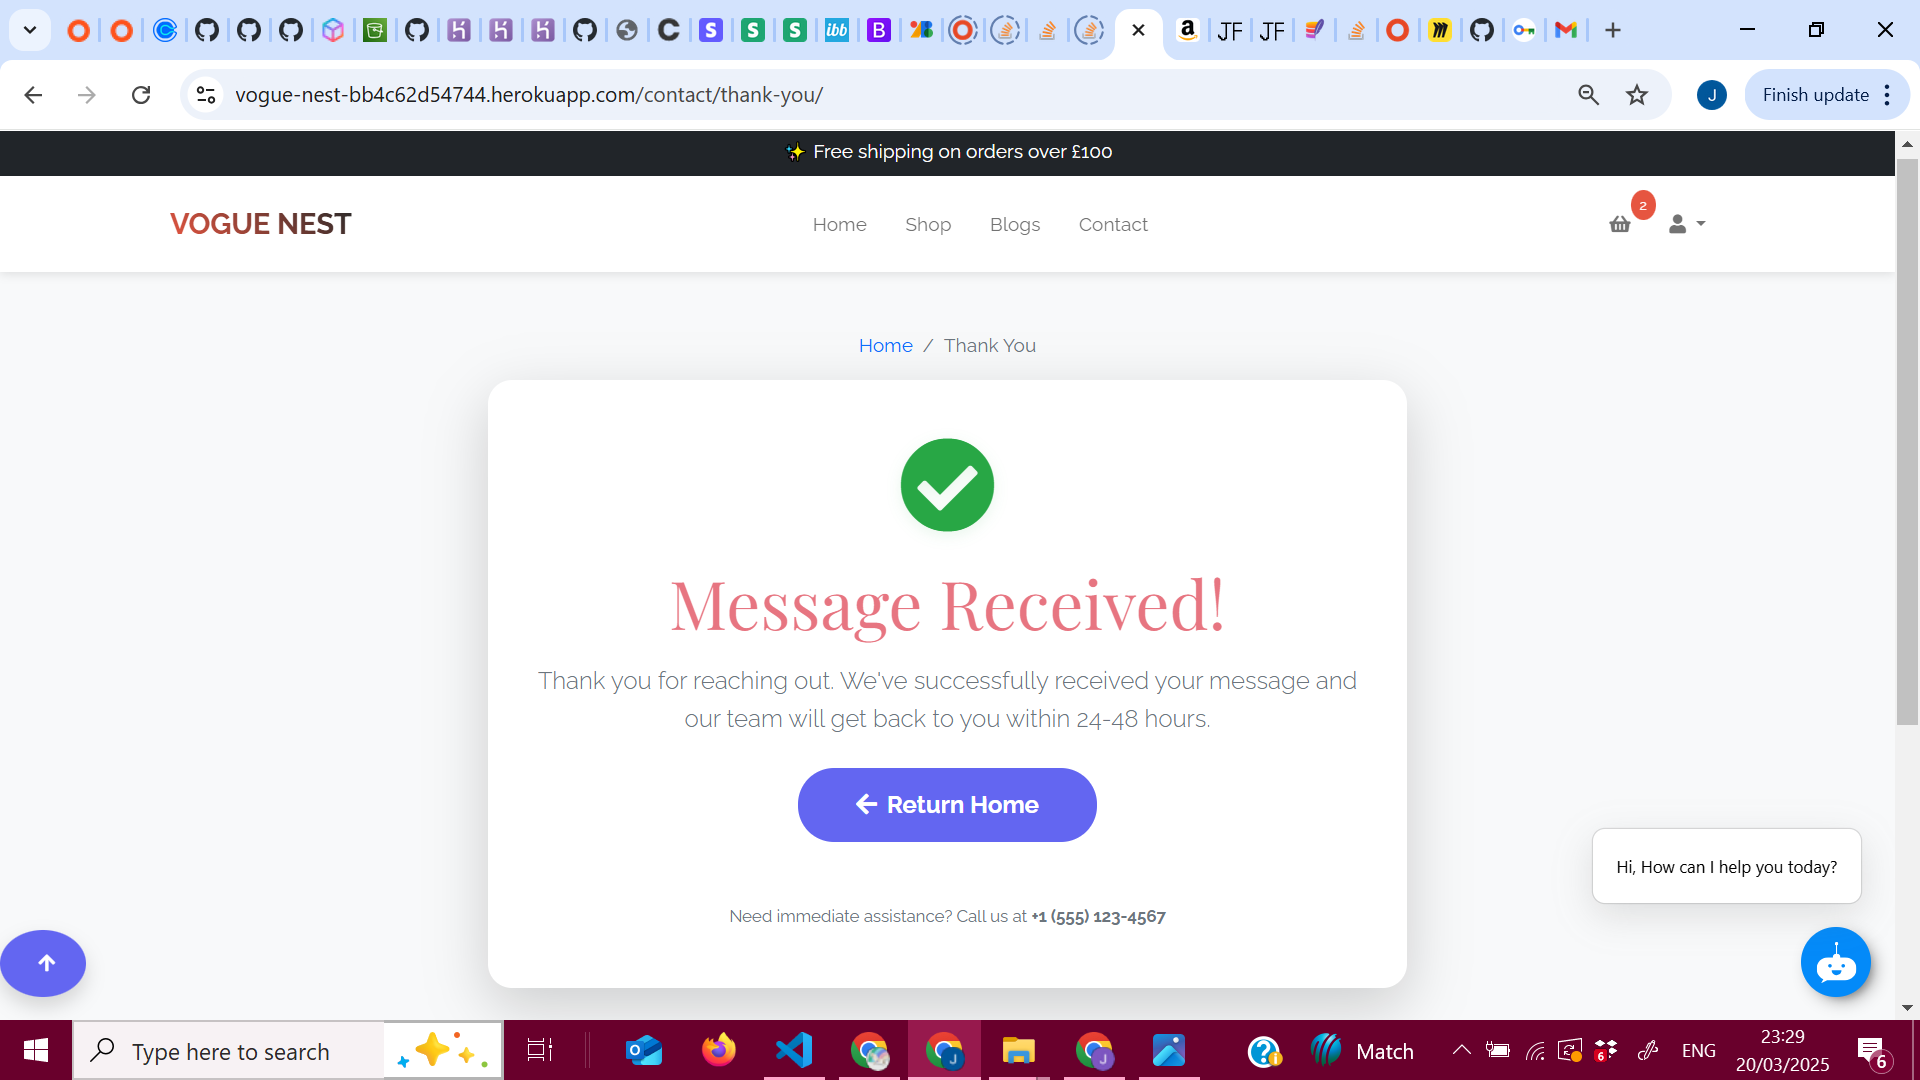 ibb
B
JF
JF
vogue-nest-bb4c62d54744.herokuapp.com/contact/thank-you/
J
Finish update
✨ Free shipping on orders over £100
VOGUE NEST
Home
Shop
Blogs
Contact
2
Home / Thank You
Message Received!
Thank you for reaching out. We've successfully received your message and
our team will get back to you within 24-48 hours.
Return Home
Need immediate assistance? Call us at +1 (555) 123-4567
Hi, How can I help you today?
Type here to search
Match
ENG
23:29
20/03/2025
6